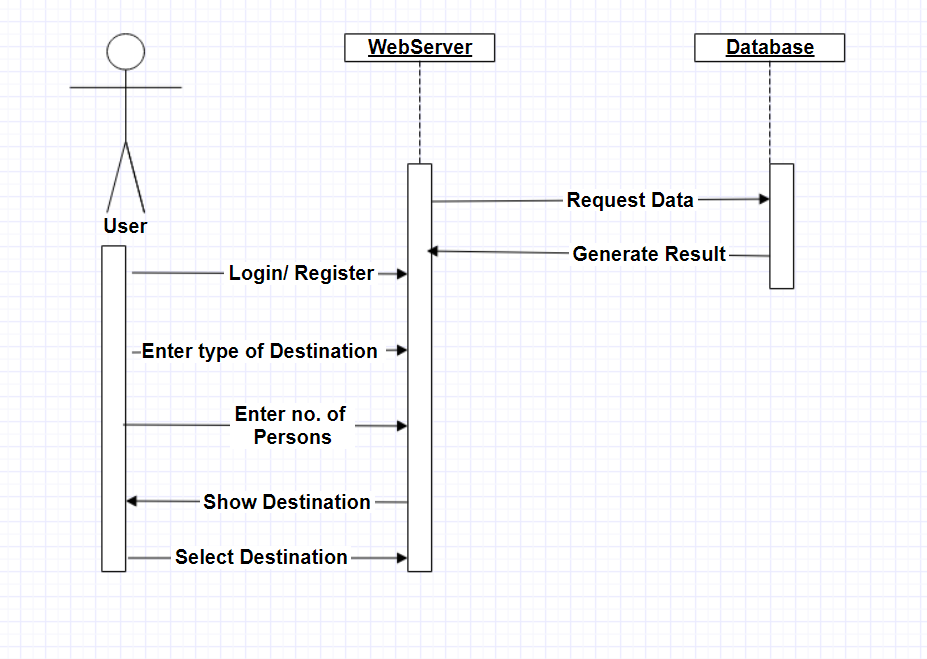 WebServer
Database
Request Data
User
Generate Result
Login/ Register
Enter type of Destination
Enter no. of
Persons
Show Destination
Select Destination